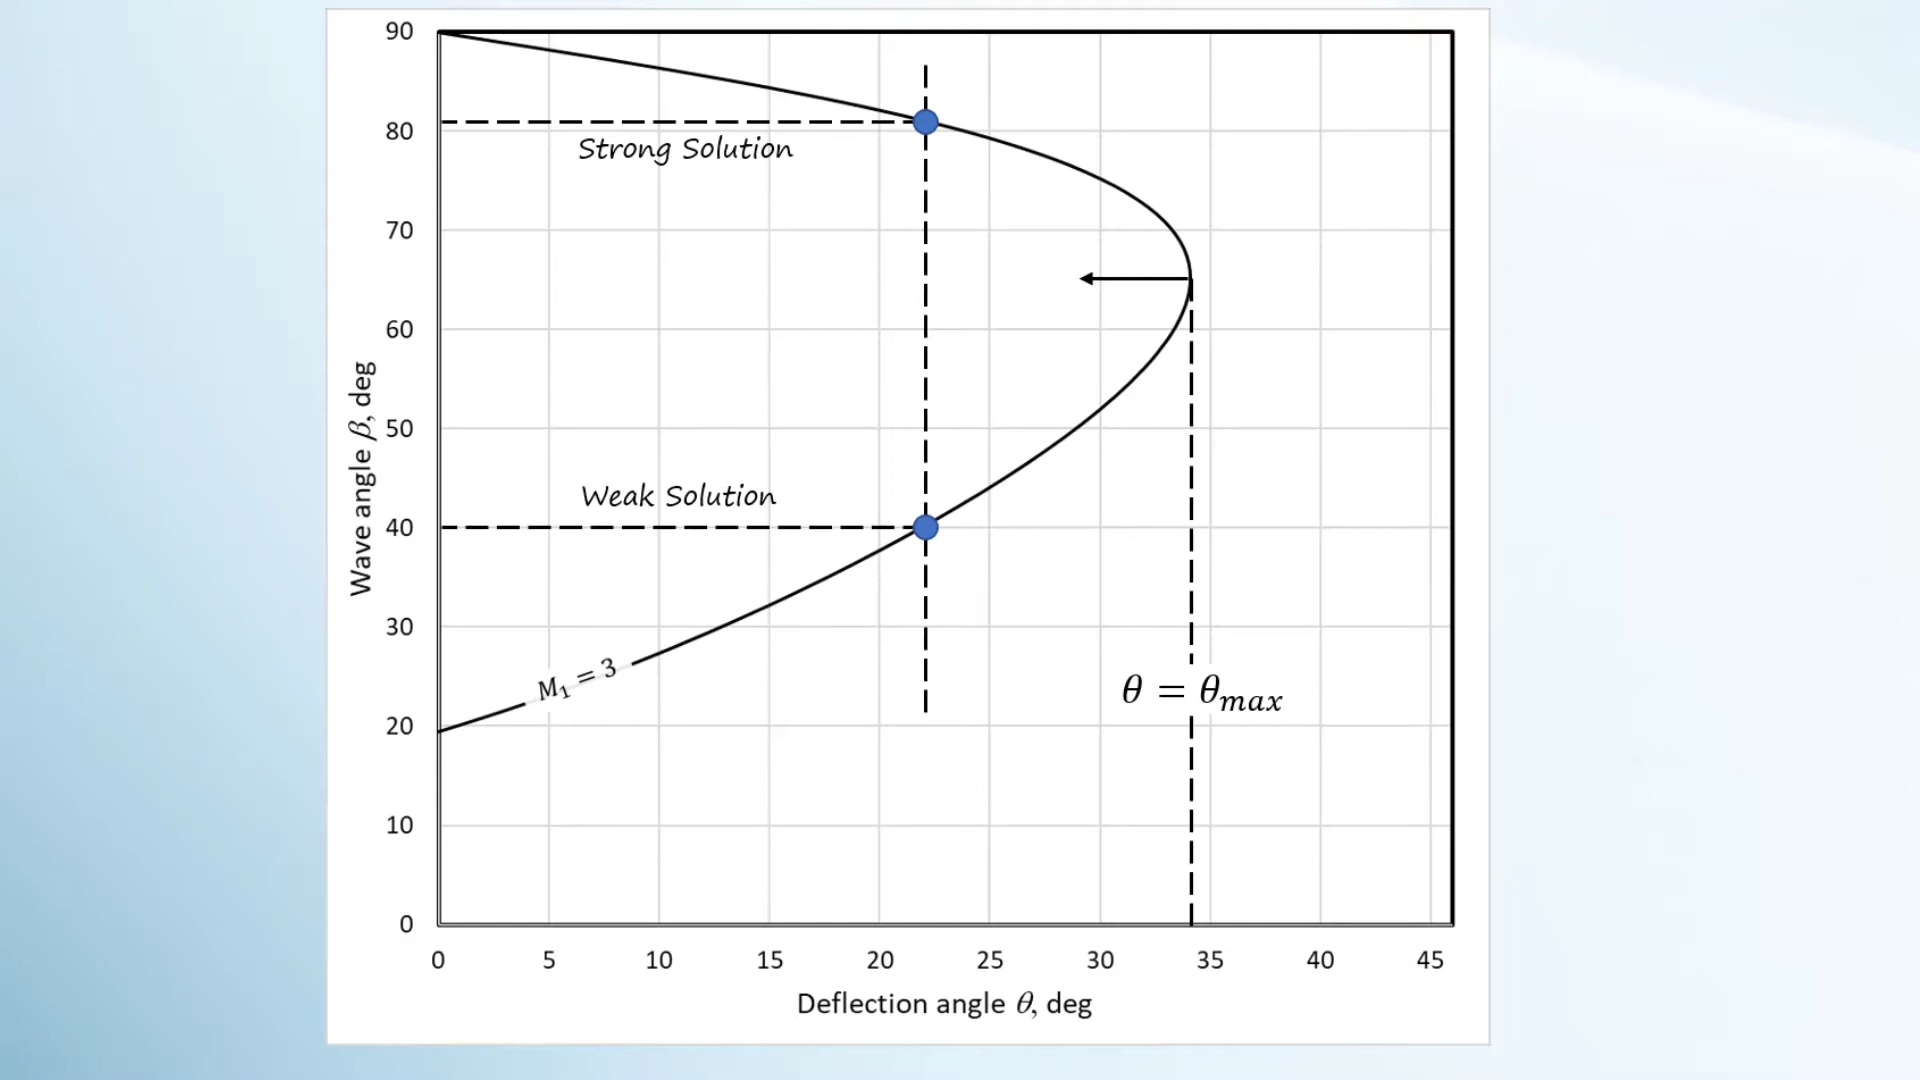 90
80
Strong Solution
70
60
Wave angle β, deg
50
Weak Solution
40
30
M₁ = 3
θ = θmax
20
10
0
0 5 10 15 20 25 30 35 40 45
Deflection angle θ, deg